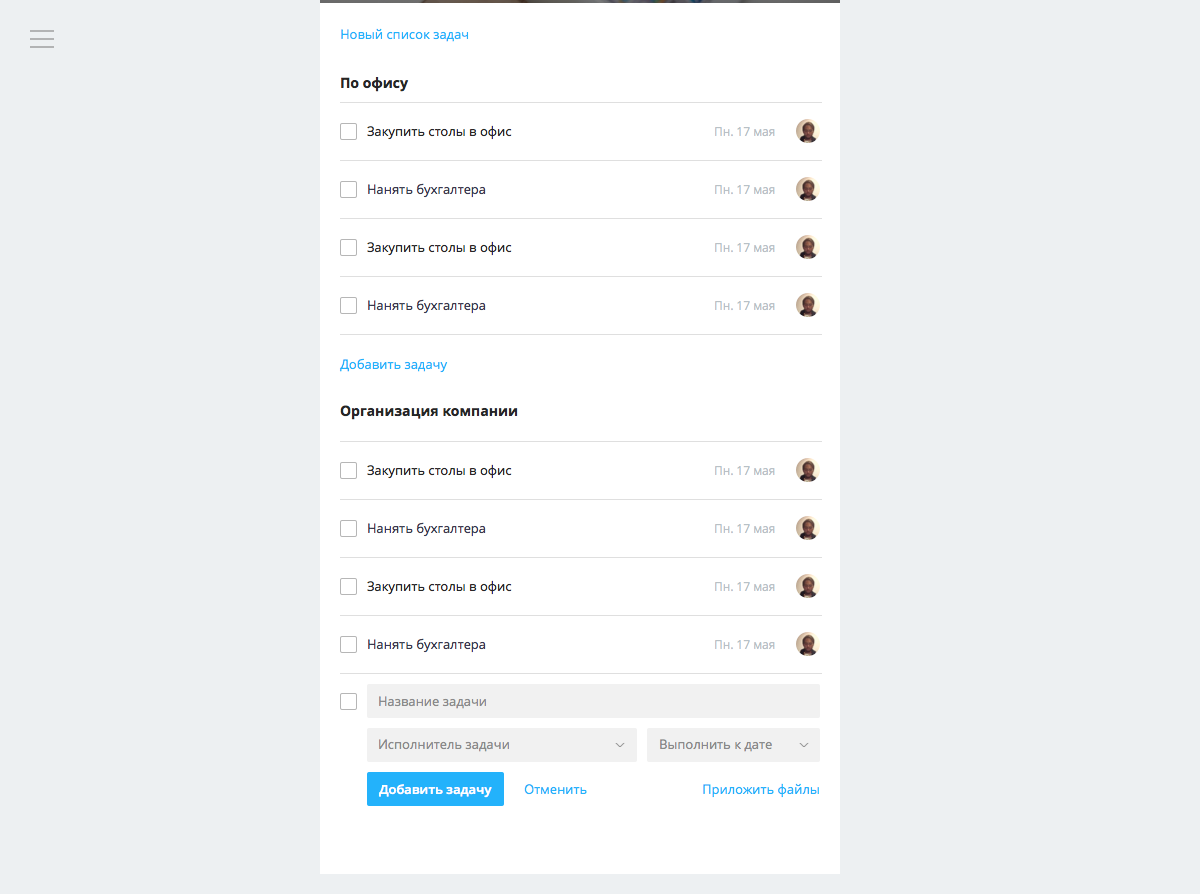 Новый список задач
По офису
Закупить столы в офис Пн. 17 мая
Нанять бухгалтера Пн. 17 мая
Закупить столы в офис Пн. 17 мая
Нанять бухгалтера Пн. 17 мая
Добавить задачу
Организация компании
Закупить столы в офис Пн. 17 мая
Нанять бухгалтера Пн. 17 мая
Закупить столы в офис Пн. 17 мая
Нанять бухгалтера Пн. 17 мая
Название задачи
Исполнитель задачи Выполнить к дате
Добавить задачу Отменить Приложить файлы